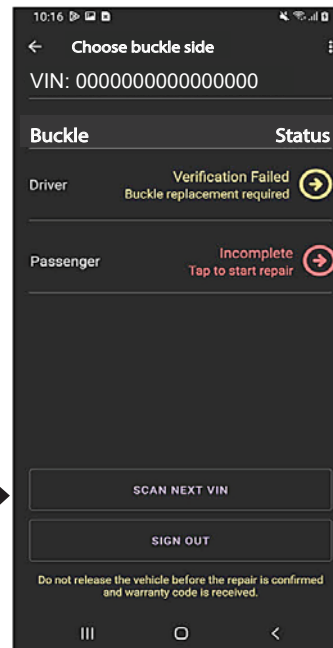 10:16
Choose buckle side
VIN: 0000000000000000
Buckle Status
Driver
Verification Failed
Buckle replacement required
Passenger
Incomplete
Tap to start repair
SCAN NEXT VIN
SIGN OUT
Do not release the vehicle before the repair is confirmed
and warranty code is received.